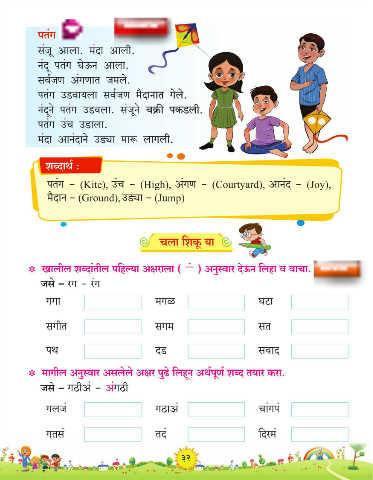 पतंग
संजू आला. मंदा आली.
नंदू पतंग घेऊन आला.
सर्वजण अंगणात जमले.
पतंग उडवायला सर्वजण मैदानात गेले.
नंदूने पतंग उडवला. संजूने चक्री पकडली.
पतंग उंच उडाला.
मंदा आनंदाने उड्या मारू लागली.
शब्दार्थ :
पतंग - (Kite), उंच - (High), अंगण - (Courtyard), आनंद - (Joy),
मैदान - (Ground), उड्या - (Jump)
चला शिकू या
* खालील शब्दांतील पहिल्या अक्षराला ( ं ) अनुस्वार देऊन लिहा व वाचा.
जसे - रग - रंग
गगा मगळ घटा
सगीत सगम सत
पथ दड सवाद
* मागील अनुस्वार असलेले अक्षर पुढे लिहून अर्थपूर्ण शब्द तयार करा.
जसे - गठीअं - अंगठी
गलजं गठाअं चांगपं
गतसं तदं दिरमं
३२